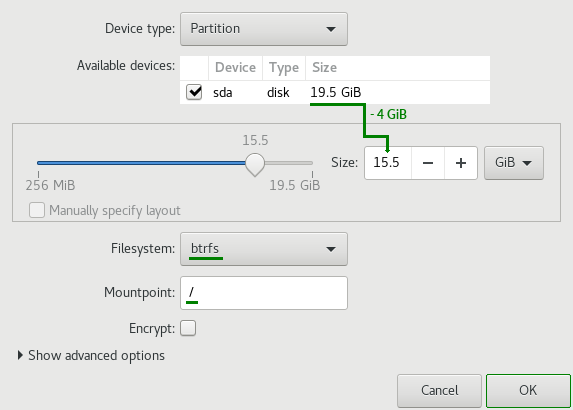 Device type: Partition
Available devices:
Device Type Size
sda disk 19.5 GiB
- 4 GiB
15.5
Size: 15.5 − + GiB
256 MiB 19.5 GiB
Manually specify layout
Filesystem: btrfs
Mountpoint: /
Encrypt:
Show advanced options
Cancel OK